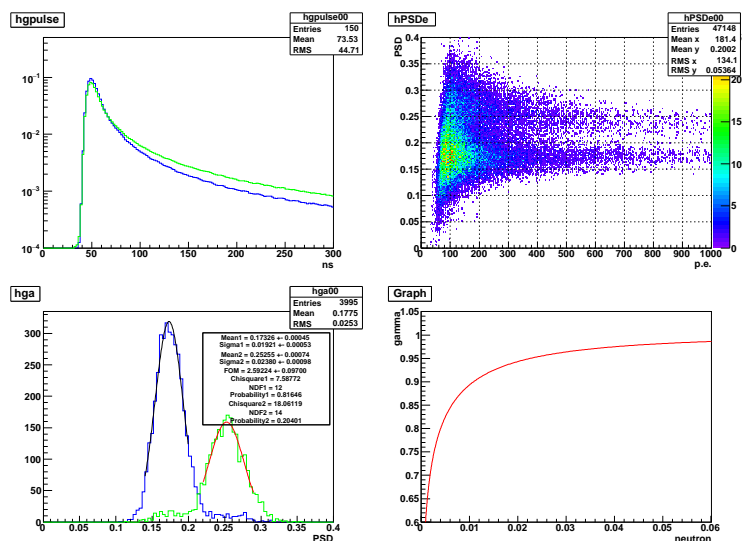 hgpulse
hgpulse00
Entries 150
Mean 73.53
RMS 44.71
10⁻¹
10⁻²
10⁻³
10⁻⁴
0 50 100 150 200 250 300
ns
hPSDe
hPSDe00
Entries 47148
Mean x 181.4
Mean y 0.2002
RMS x 134.1
RMS y 0.05364
PSD
0.4
0.35
0.3
0.25
0.2
0.15
0.1
0.05
0
0 100 200 300 400 500 600 700 800 900 1000
p.e.
20
15
10
5
0
hga
hga00
Entries 3995
Mean 0.1775
RMS 0.0253
Mean1 = 0.17326 +- 0.00045
Sigma1 = 0.01921 +- 0.00053
Mean2 = 0.25255 +- 0.00074
Sigma2 = 0.02380 +- 0.00098
FOM = 2.59224 +- 0.09700
Chisquare1 = 7.58772
NDF1 = 12
Probability1 = 0.81646
Chisquare2 = 18.06119
NDF2 = 14
Probability2 = 0.20401
300
250
200
150
100
50
0
0 0.05 0.1 0.15 0.2 0.25 0.3 0.35 0.4
PSD
Graph
gamma
1.05
1
0.95
0.9
0.85
0.8
0.75
0.7
0.65
0.6
0 0.01 0.02 0.03 0.04 0.05 0.06
neutron